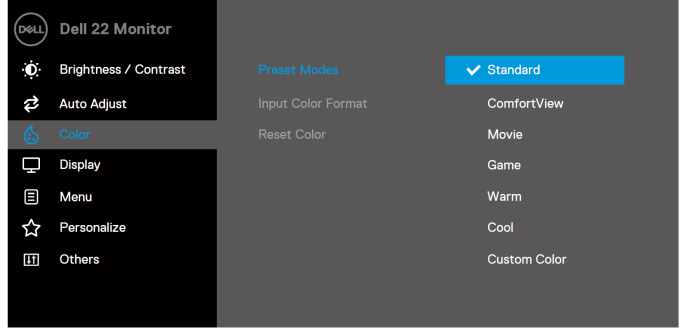 DELL Dell 22 Monitor
Brightness / Contrast Preset Modes Standard
Auto Adjust Input Color Format ComfortView
Color Reset Color Movie
Display Game
Menu Warm
Personalize Cool
Others Custom Color